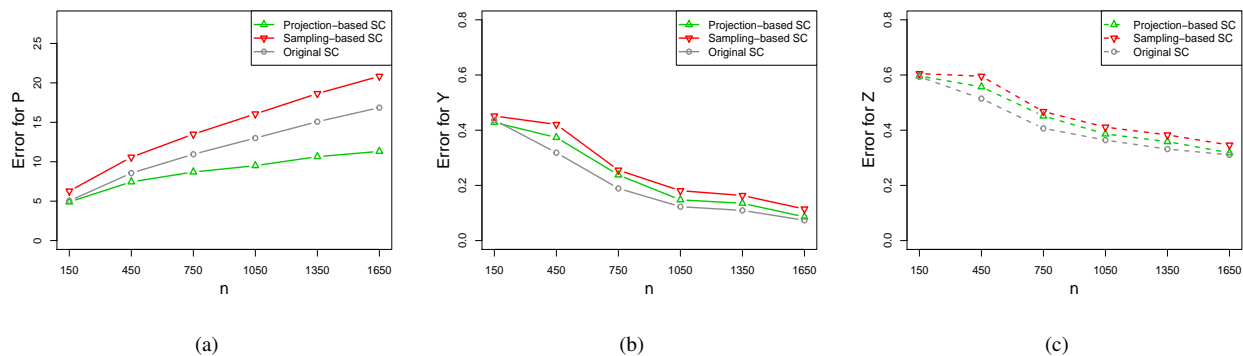 Projection-based SC
Sampling-based SC
Original SC
Error for P
25
20
15
10
5
0
150 450 750 1050 1350 1650
n
(a)
Projection-based SC
Sampling-based SC
Original SC
Error for Y
0.8
0.6
0.4
0.2
0.0
150 450 750 1050 1350 1650
n
(b)
Projection-based SC
Sampling-based SC
Original SC
Error for Z
0.8
0.6
0.4
0.2
0.0
150 450 750 1050 1350 1650
n
(c)